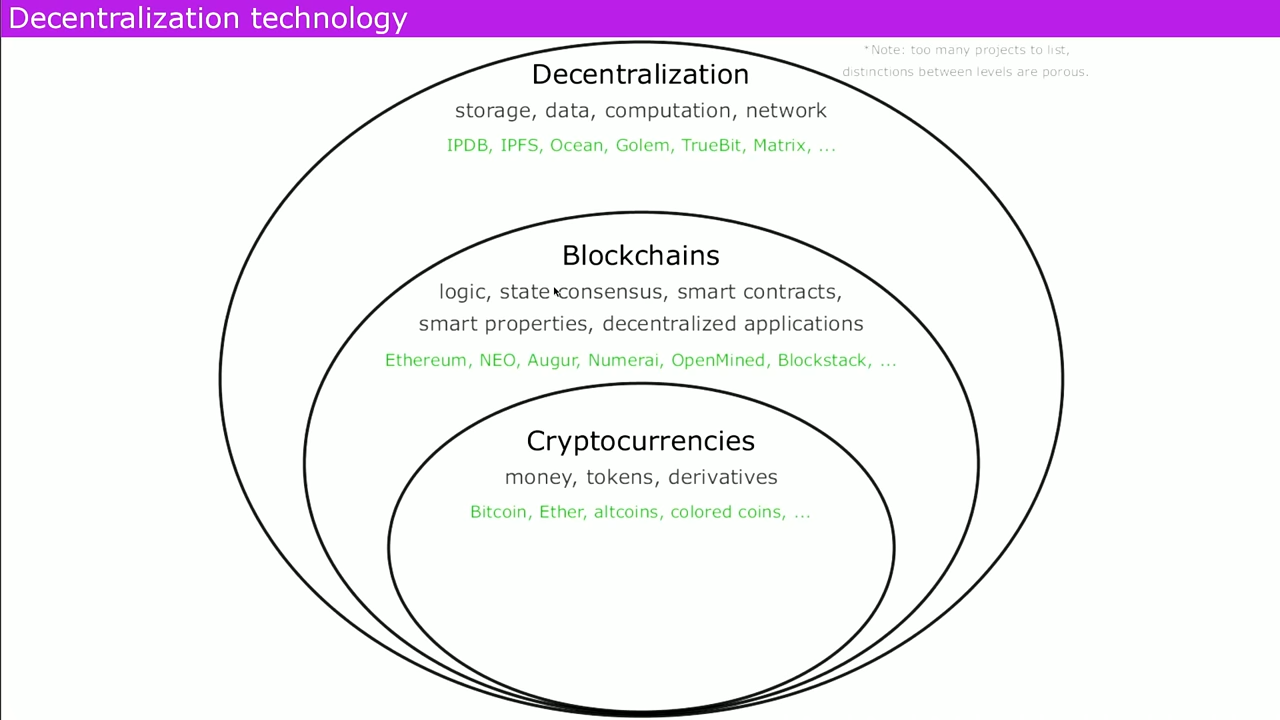 Decentralization technology
*Note: too many projects to list,
distinctions between levels are porous.
Decentralization
storage, data, computation, network
IPDB, IPFS, Ocean, Golem, TrueBit, Matrix, ...
Blockchains
logic, state consensus, smart contracts,
smart properties, decentralized applications
Ethereum, NEO, Augur, Numerai, OpenMined, Blockstack, ...
Cryptocurrencies
money, tokens, derivatives
Bitcoin, Ether, altcoins, colored coins, ...